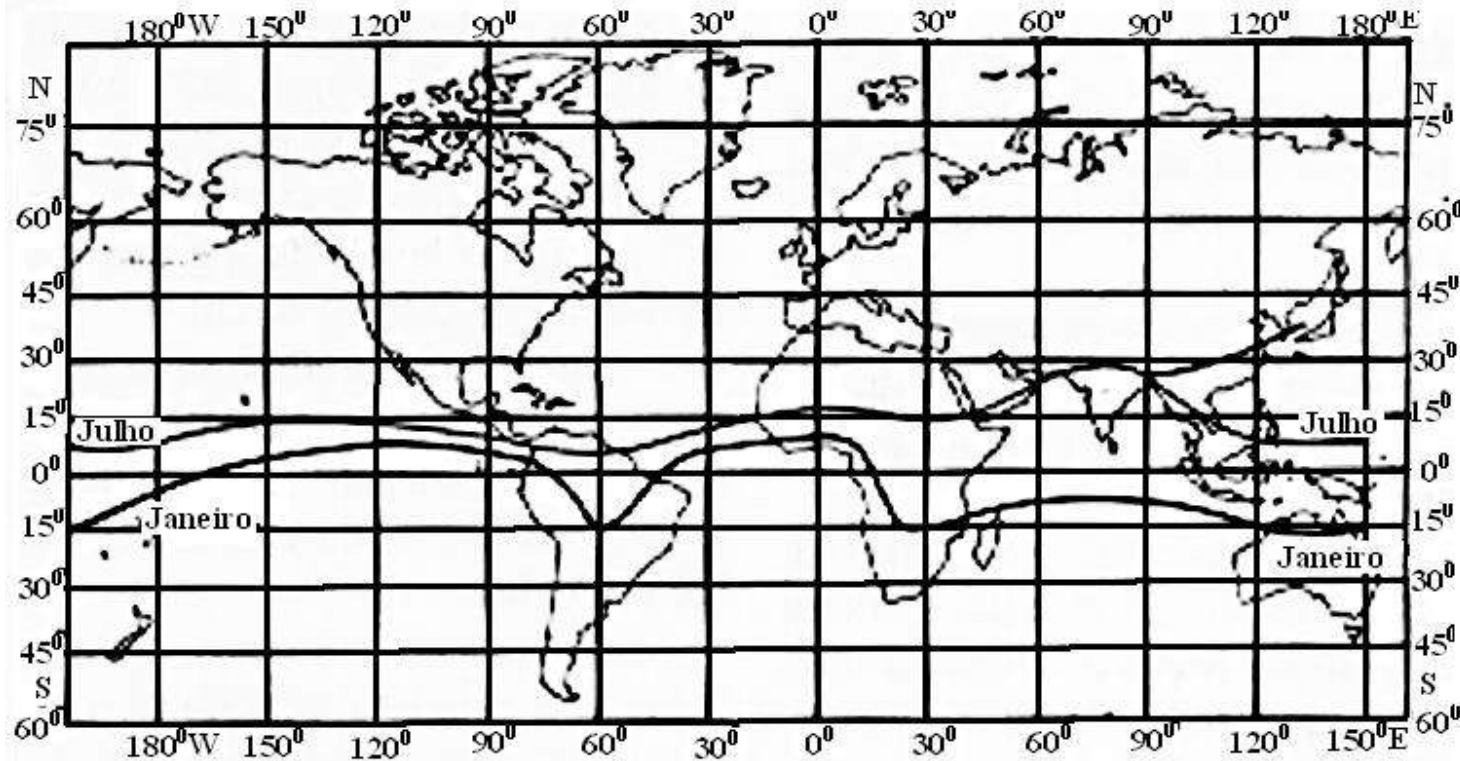 180⁰W 150⁰ 120⁰ 90⁰ 60⁰ 30⁰ 0⁰ 30⁰ 60⁰ 90⁰ 120⁰ 180⁰E
N N
75⁰ 75⁰
60⁰ 60⁰
45⁰ 45⁰
30⁰ 30⁰
15⁰ 15⁰
Julho Julho
0⁰ 0⁰
15⁰ Janeiro 15⁰
Janeiro
30⁰ 30⁰
45⁰ 45⁰
S S
60⁰ 60⁰
180⁰W 150⁰ 120⁰ 90⁰ 60⁰ 30⁰ 0⁰ 30⁰ 60⁰ 90⁰ 120⁰ 150⁰E